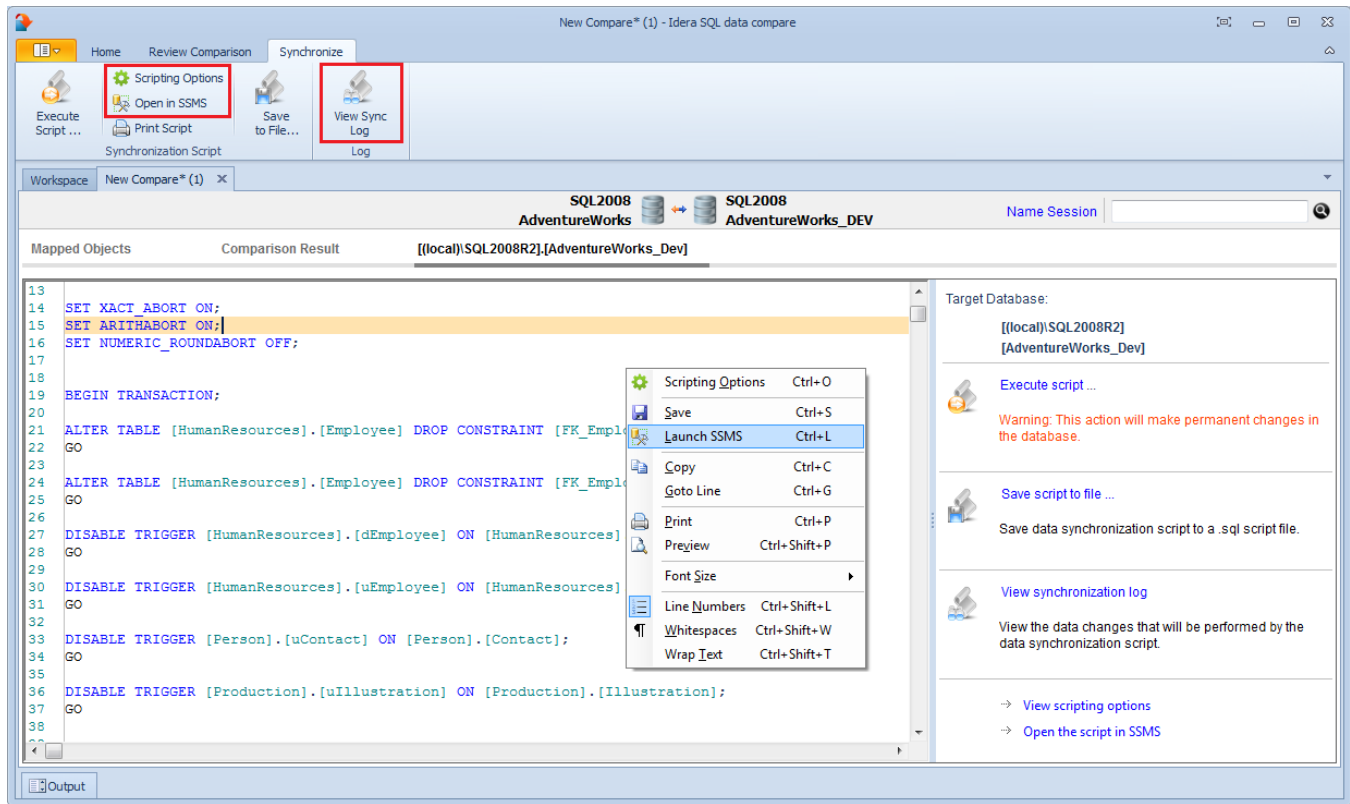 New Compare* (1) - Idera SQL data compare
Home Review Comparison Synchronize
Execute Script ...
Scripting Options
Open in SSMS
Print Script
Save to File...
View Sync Log
Synchronization Script
Log
Workspace New Compare* (1)
SQL2008 SQL2008
AdventureWorks AdventureWorks_DEV
Name Session
Mapped Objects Comparison Result [(local)\SQL2008R2].[AdventureWorks_Dev]
13
14 SET XACT_ABORT ON;
15 SET ARITHABORT ON;
16 SET NUMERIC_ROUNDABORT OFF;
17
18
19 BEGIN TRANSACTION;
20
21 ALTER TABLE [HumanResources].[Employee] DROP CONSTRAINT [FK_Empl
22 GO
23
24 ALTER TABLE [HumanResources].[Employee] DROP CONSTRAINT [FK_Empl
25 GO
26
27 DISABLE TRIGGER [HumanResources].[dEmployee] ON [HumanResources]
28 GO
29
30 DISABLE TRIGGER [HumanResources].[uEmployee] ON [HumanResources]
31 GO
32
33 DISABLE TRIGGER [Person].[uContact] ON [Person].[Contact];
34 GO
35
36 DISABLE TRIGGER [Production].[uIllustration] ON [Production].[Illustration];
37 GO
38
Scripting Options Ctrl+O
Save Ctrl+S
Launch SSMS Ctrl+L
Copy Ctrl+C
Goto Line Ctrl+G
Print Ctrl+P
Preview Ctrl+Shift+P
Font Size
Line Numbers Ctrl+Shift+L
Whitespaces Ctrl+Shift+W
Wrap Text Ctrl+Shift+T
Target Database:
[(local)\SQL2008R2]
[AdventureWorks_Dev]
Execute script ...
Warning: This action will make permanent changes in
the database.
Save script to file ...
Save data synchronization script to a .sql script file.
View synchronization log
View the data changes that will be performed by the
data synchronization script.
View scripting options
Open the script in SSMS
Output